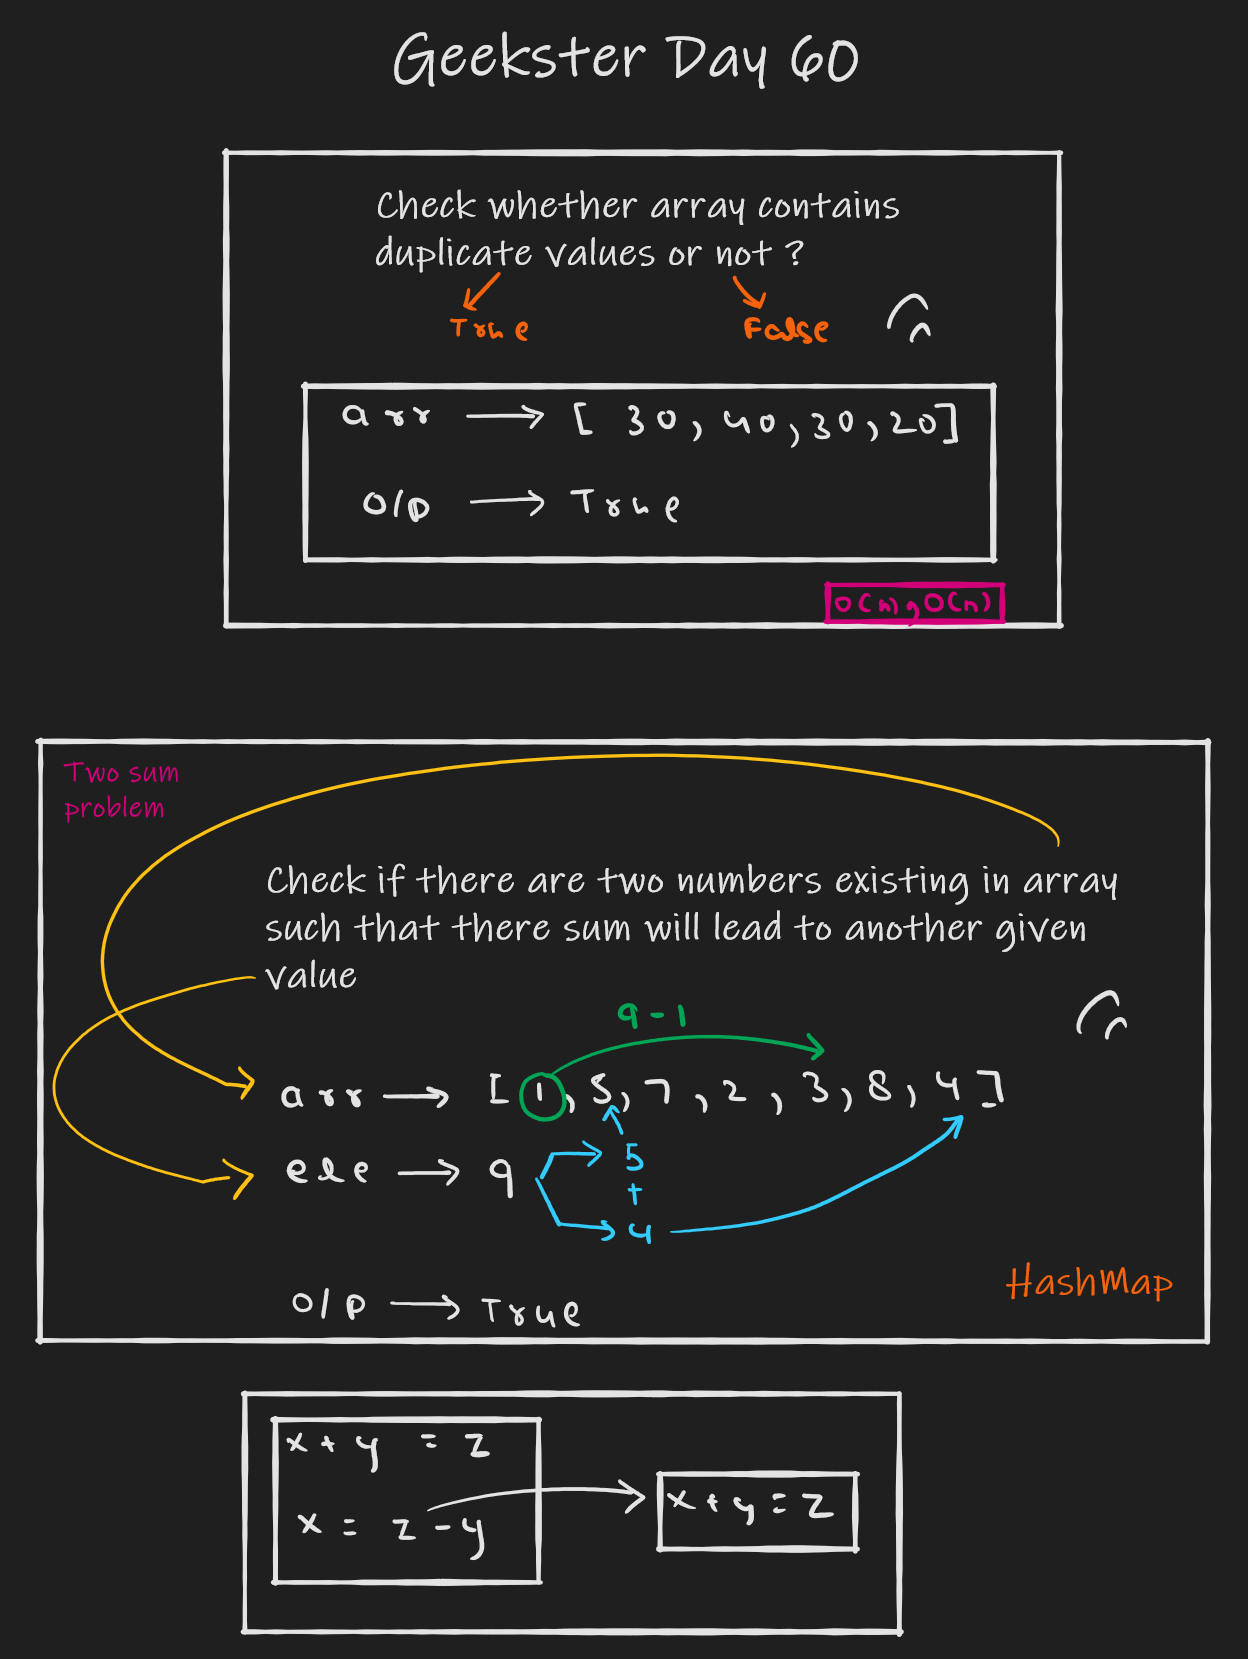 Geekster Day 60
Check whether array contains
duplicate values or not ?
True False
arr → [ 30, 40, 30, 20]
O/P → True
O(n), O(n)
Two sum
problem
Check if there are two numbers existing in array
such that there sum will lead to another given
value
9-1
arr → [ 1, 5, 7, 2, 3, 8, 4 ]
ele → 9
5
+
4
HashMap
O/P → True
x + y = z
x = z - y
x + y = z